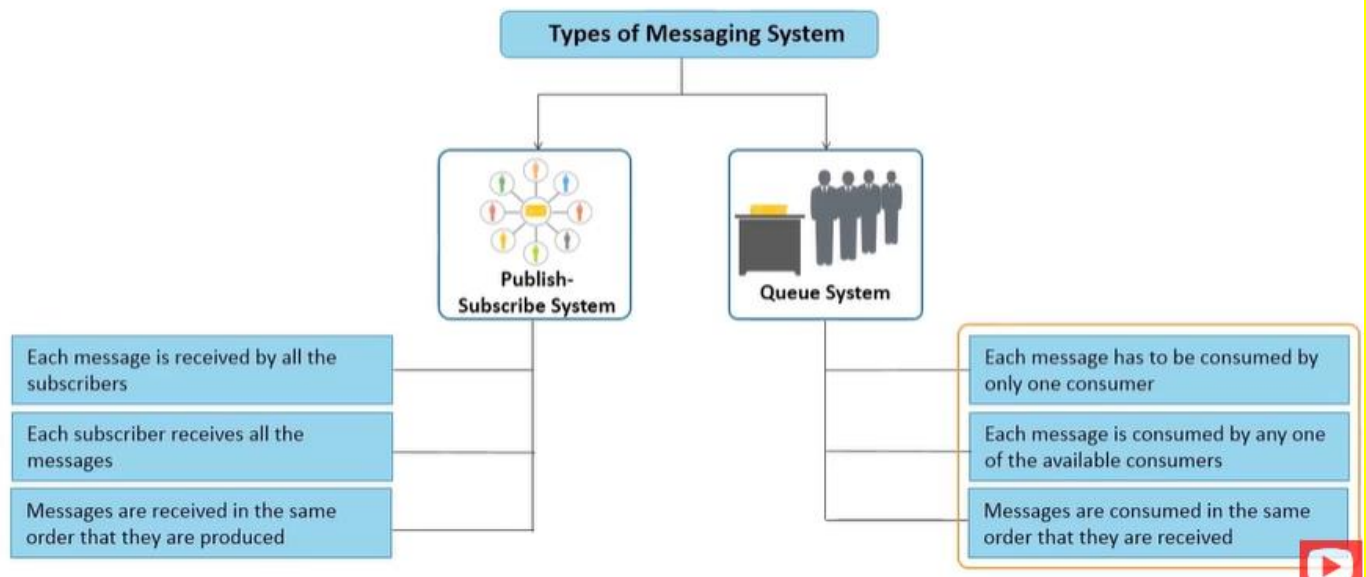 Types of Messaging System
Publish-
Subscribe System
Queue System
Each message is received by all the
subscribers
Each subscriber receives all the
messages
Messages are received in the same
order that they are produced
Each message has to be consumed by
only one consumer
Each message is consumed by any one
of the available consumers
Messages are consumed in the same
order that they are received